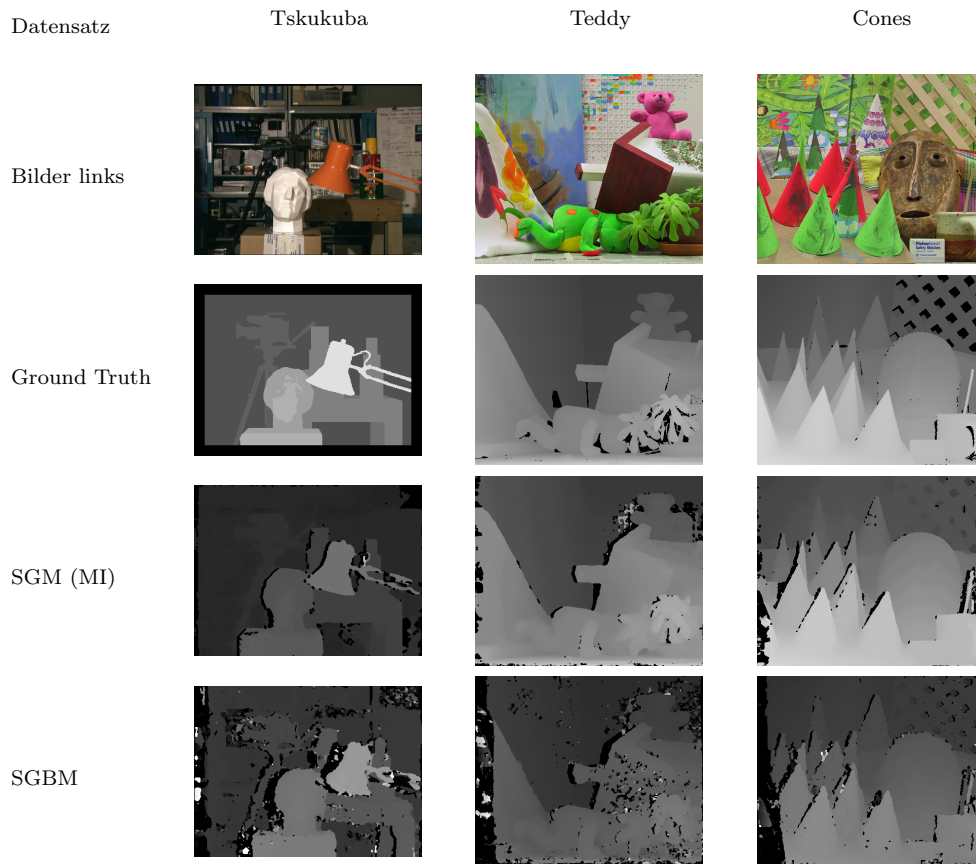 Datensatz Tskukuba Teddy Cones
Bilder links
Ground Truth
SGM (MI)
SGBM